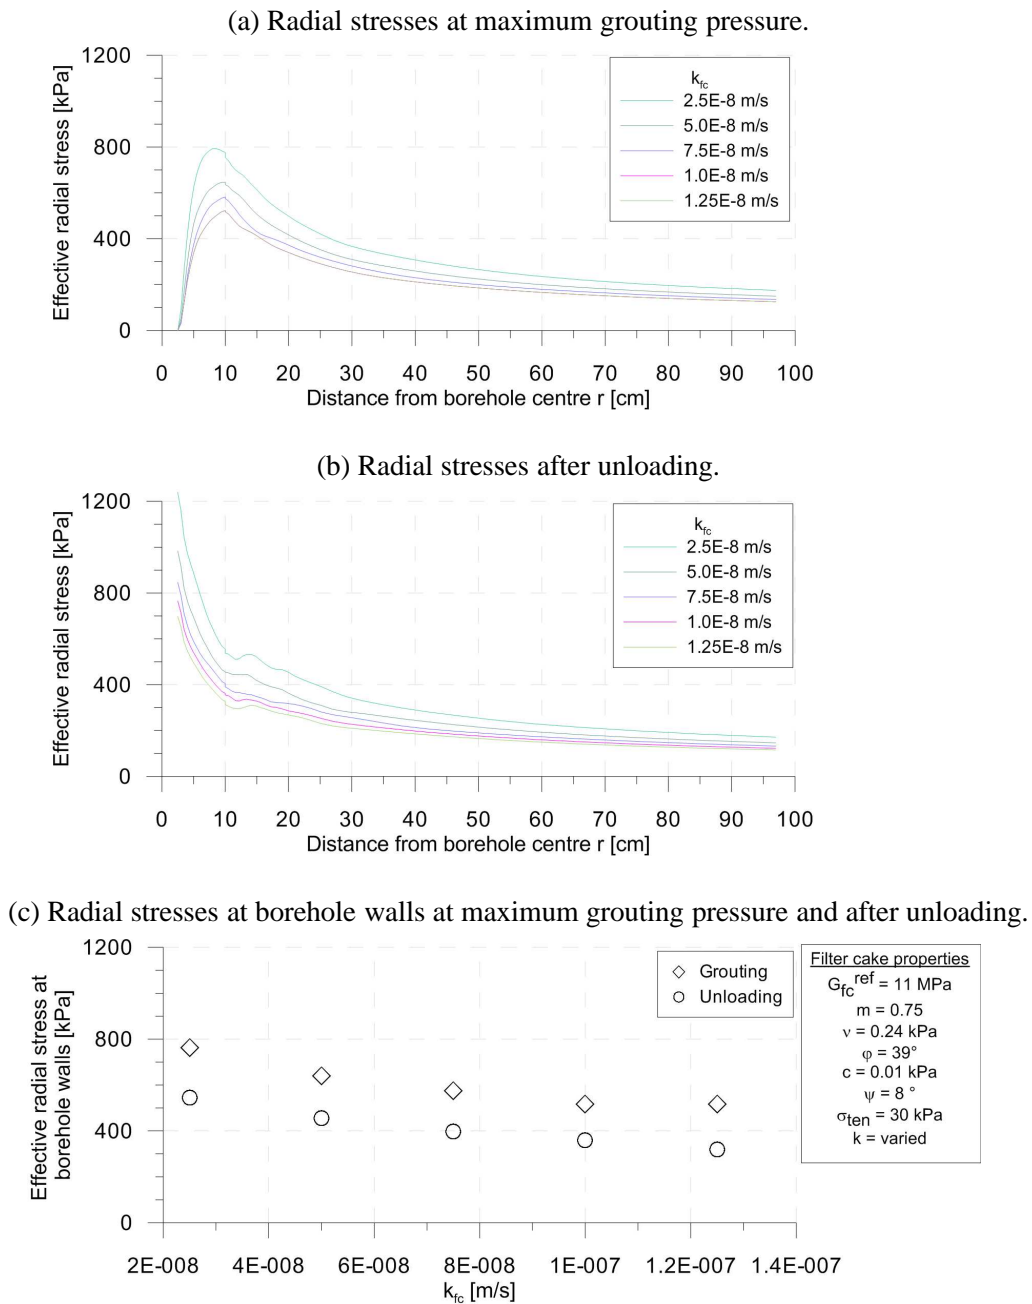 (a) Radial stresses at maximum grouting pressure.
Effective radial stress [kPa]
1200
800
400
0
0 10 20 30 40 50 60 70 80 90 100
Distance from borehole centre r [cm]
kfc
2.5E-8 m/s
5.0E-8 m/s
7.5E-8 m/s
1.0E-8 m/s
1.25E-8 m/s
(b) Radial stresses after unloading.
Effective radial stress [kPa]
1200
800
400
0
0 10 20 30 40 50 60 70 80 90 100
Distance from borehole centre r [cm]
kfc
2.5E-8 m/s
5.0E-8 m/s
7.5E-8 m/s
1.0E-8 m/s
1.25E-8 m/s
(c) Radial stresses at borehole walls at maximum grouting pressure and after unloading.
Effective radial stress at
borehole walls [kPa]
1200
800
400
0
2E-008 4E-008 6E-008 8E-008 1E-007 1.2E-007 1.4E-007
kfc [m/s]
Grouting
Unloading
Filter cake properties
Gfc^ref = 11 MPa
m = 0.75
ν = 0.24 kPa
φ = 39°
c = 0.01 kPa
ψ = 8 °
σten = 30 kPa
k = varied